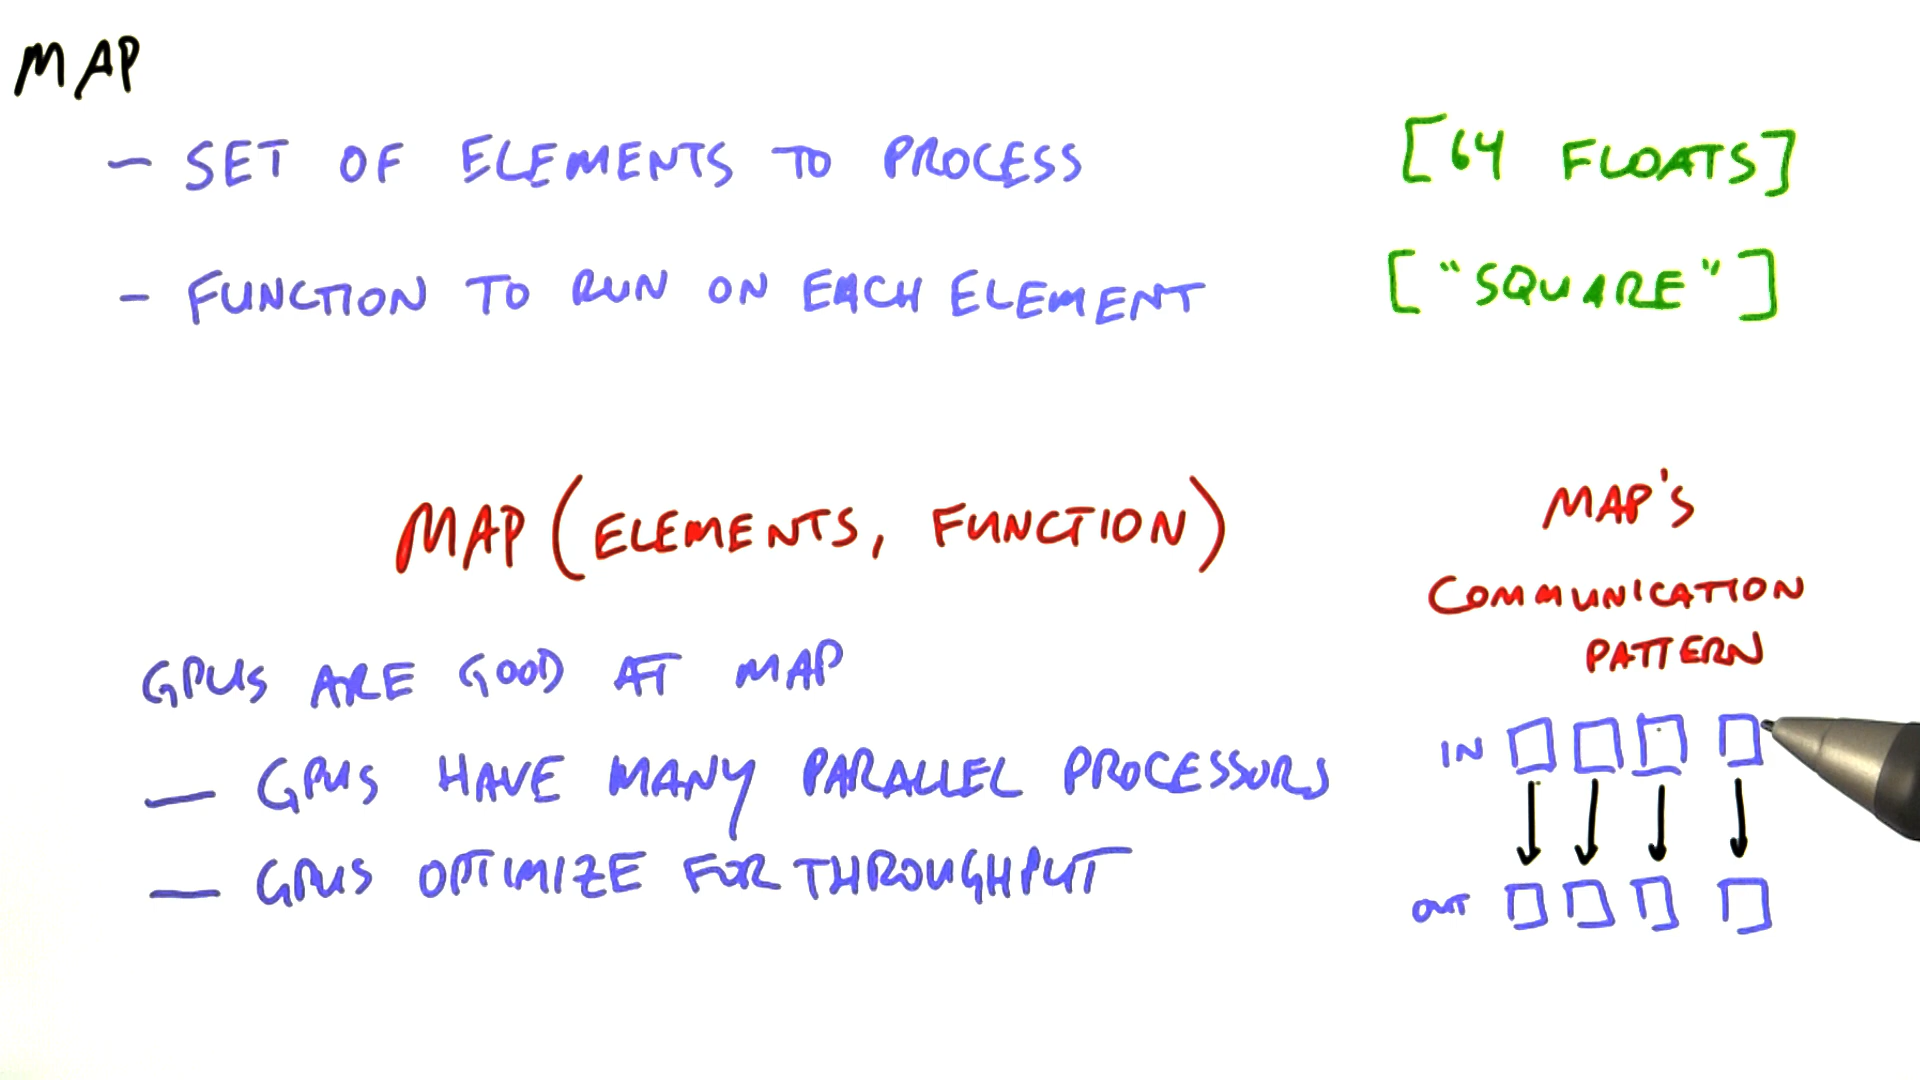 MAP
- SET OF ELEMENTS TO PROCESS [64 FLOATS]
- FUNCTION TO RUN ON EACH ELEMENT ["SQUARE"]
MAP (ELEMENTS, FUNCTION)
MAP'S
COMMUNICATION
PATTERN
GPUS ARE GOOD AT MAP
— GPUS HAVE MANY PARALLEL PROCESSORS
— GPUS OPTIMIZE FOR THROUGHPUT
IN
OUT